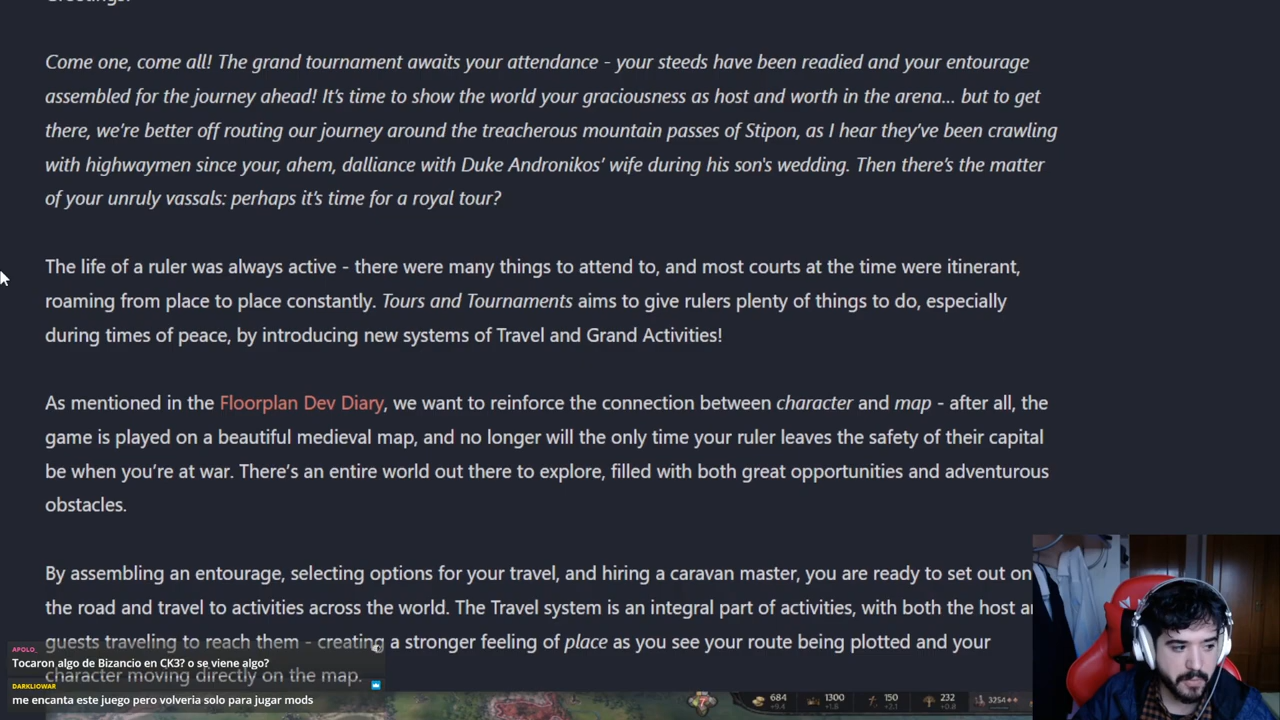 Greetings!
Come one, come all! The grand tournament awaits your attendance - your steeds have been readied and your entourage
assembled for the journey ahead! It's time to show the world your graciousness as host and worth in the arena... but to get
there, we're better off routing our journey around the treacherous mountain passes of Stipon, as I hear they've been crawling
with highwaymen since your, ahem, dalliance with Duke Andronikos' wife during his son's wedding. Then there's the matter
of your unruly vassals: perhaps it's time for a royal tour?
The life of a ruler was always active - there were many things to attend to, and most courts at the time were itinerant,
roaming from place to place constantly. Tours and Tournaments aims to give rulers plenty of things to do, especially
during times of peace, by introducing new systems of Travel and Grand Activities!
As mentioned in the Floorplan Dev Diary, we want to reinforce the connection between character and map - after all, the
game is played on a beautiful medieval map, and no longer will the only time your ruler leaves the safety of their capital
be when you're at war. There's an entire world out there to explore, filled with both great opportunities and adventurous
obstacles.
By assembling an entourage, selecting options for your travel, and hiring a caravan master, you are ready to set out on
the road and travel to activities across the world. The Travel system is an integral part of activities, with both the host
guests traveling to reach them - creating a stronger feeling of place as you see your route being plotted and your
character moving directly on the map.
APOLO_
Tocaron algo de Bizancio en CK3? o se viene algo?
DARKLIOWAR
me encanta este juego pero volveria solo para jugar mods
684 1300 150 232